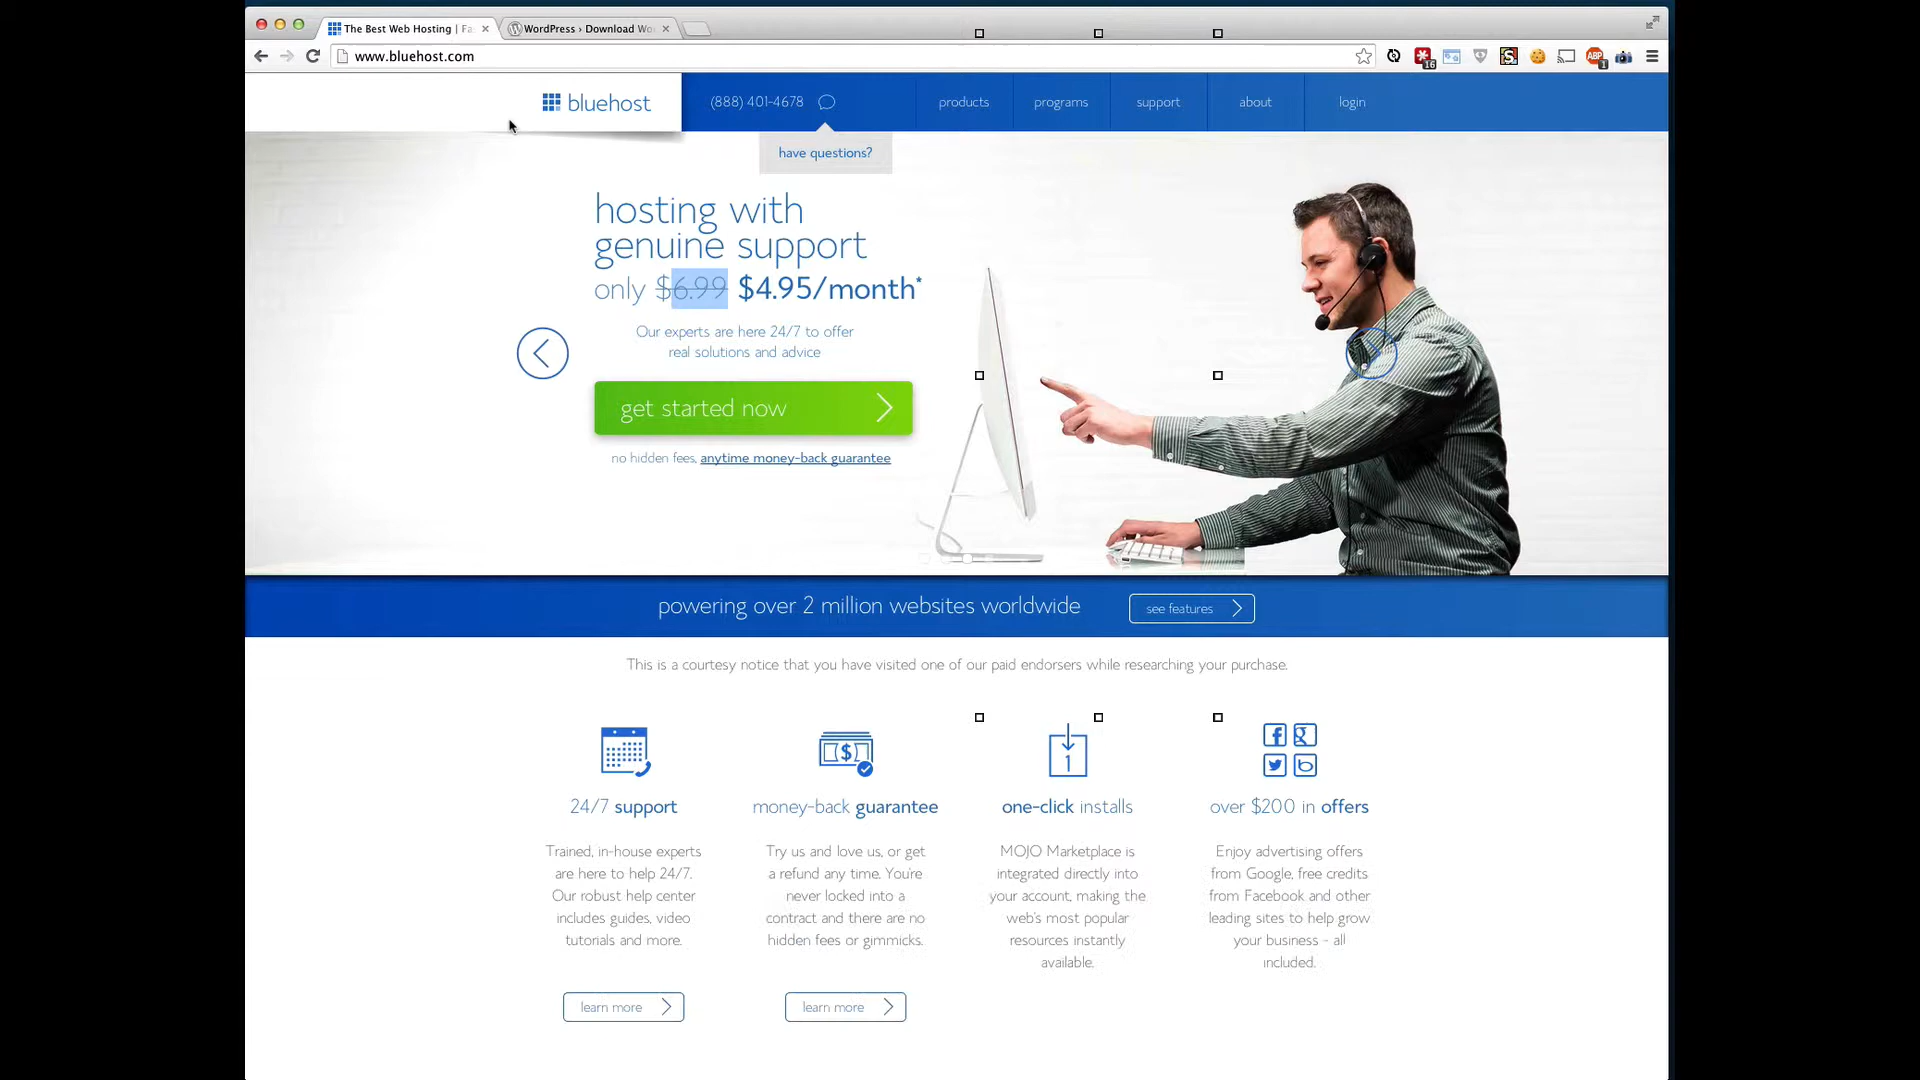 The Best Web Hosting | Fa
WordPress › Download Wo
www.bluehost.com
16
ABP
1
bluehost
(888) 401-4678
products
programs
support
about
login
have questions?
hosting with
genuine support
only $6.99 $4.95/month*
Our experts are here 24/7 to offer
real solutions and advice
get started now
no hidden fees, anytime money-back guarantee
powering over 2 million websites worldwide
see features
This is a courtesy notice that you have visited one of our paid endorsers while researching your purchase.
24/7 support
Trained, in-house experts
are here to help 24/7.
Our robust help center
includes guides, video
tutorials and more.
learn more
money-back guarantee
Try us and love us, or get
a refund any time. You're
never locked into a
contract and there are no
hidden fees or gimmicks.
learn more
1
one-click installs
MOJO Marketplace is
integrated directly into
your account, making the
web's most popular
resources instantly
available.
over $200 in offers
Enjoy advertising offers
from Google, free credits
from Facebook and other
leading sites to help grow
your business - all
included.